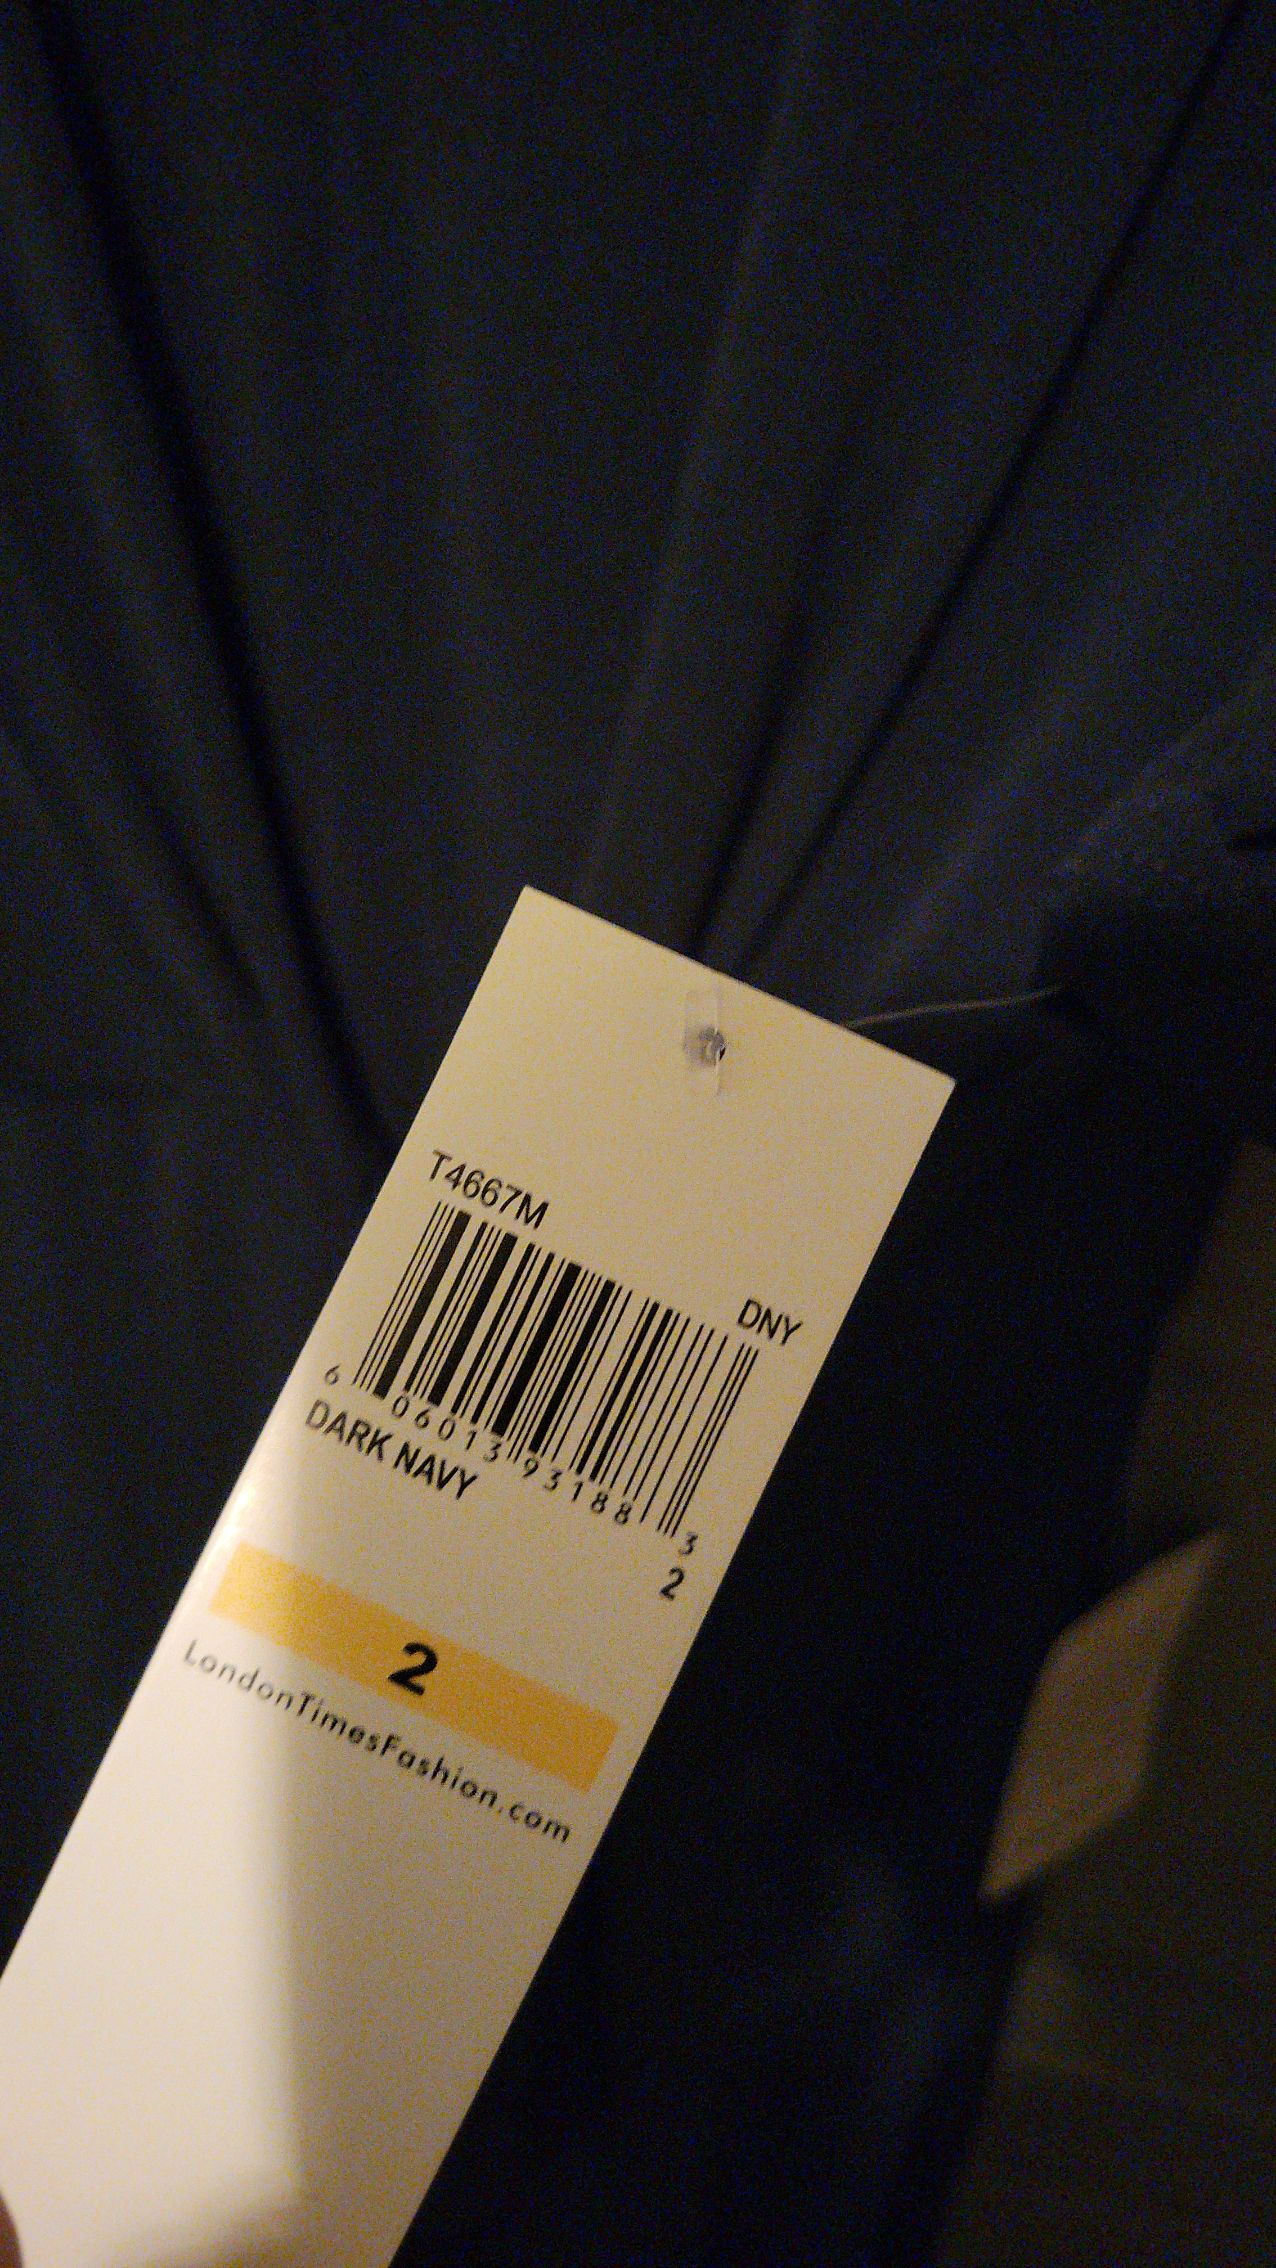 T4667M
DNY
6 06013 93188 3
DARK NAVY
2
2
LondonTimesFashion.com